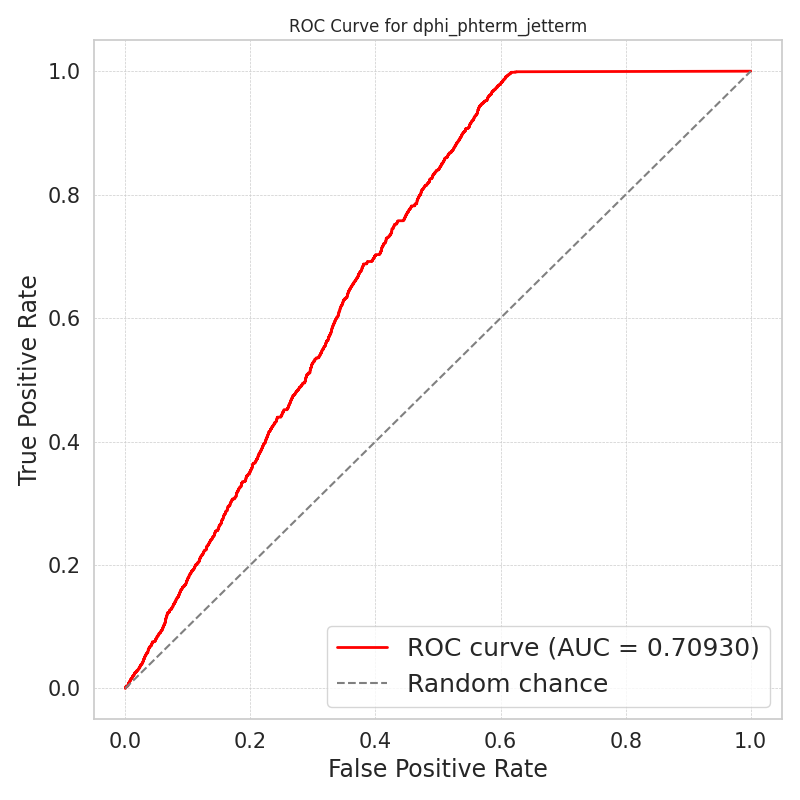 ROC Curve for dphi_phterm_jetterm
True Positive Rate
1.0
0.8
0.6
0.4
0.2
0.0
ROC curve (AUC = 0.70930)
Random chance
0.0 0.2 0.4 0.6 0.8 1.0
False Positive Rate